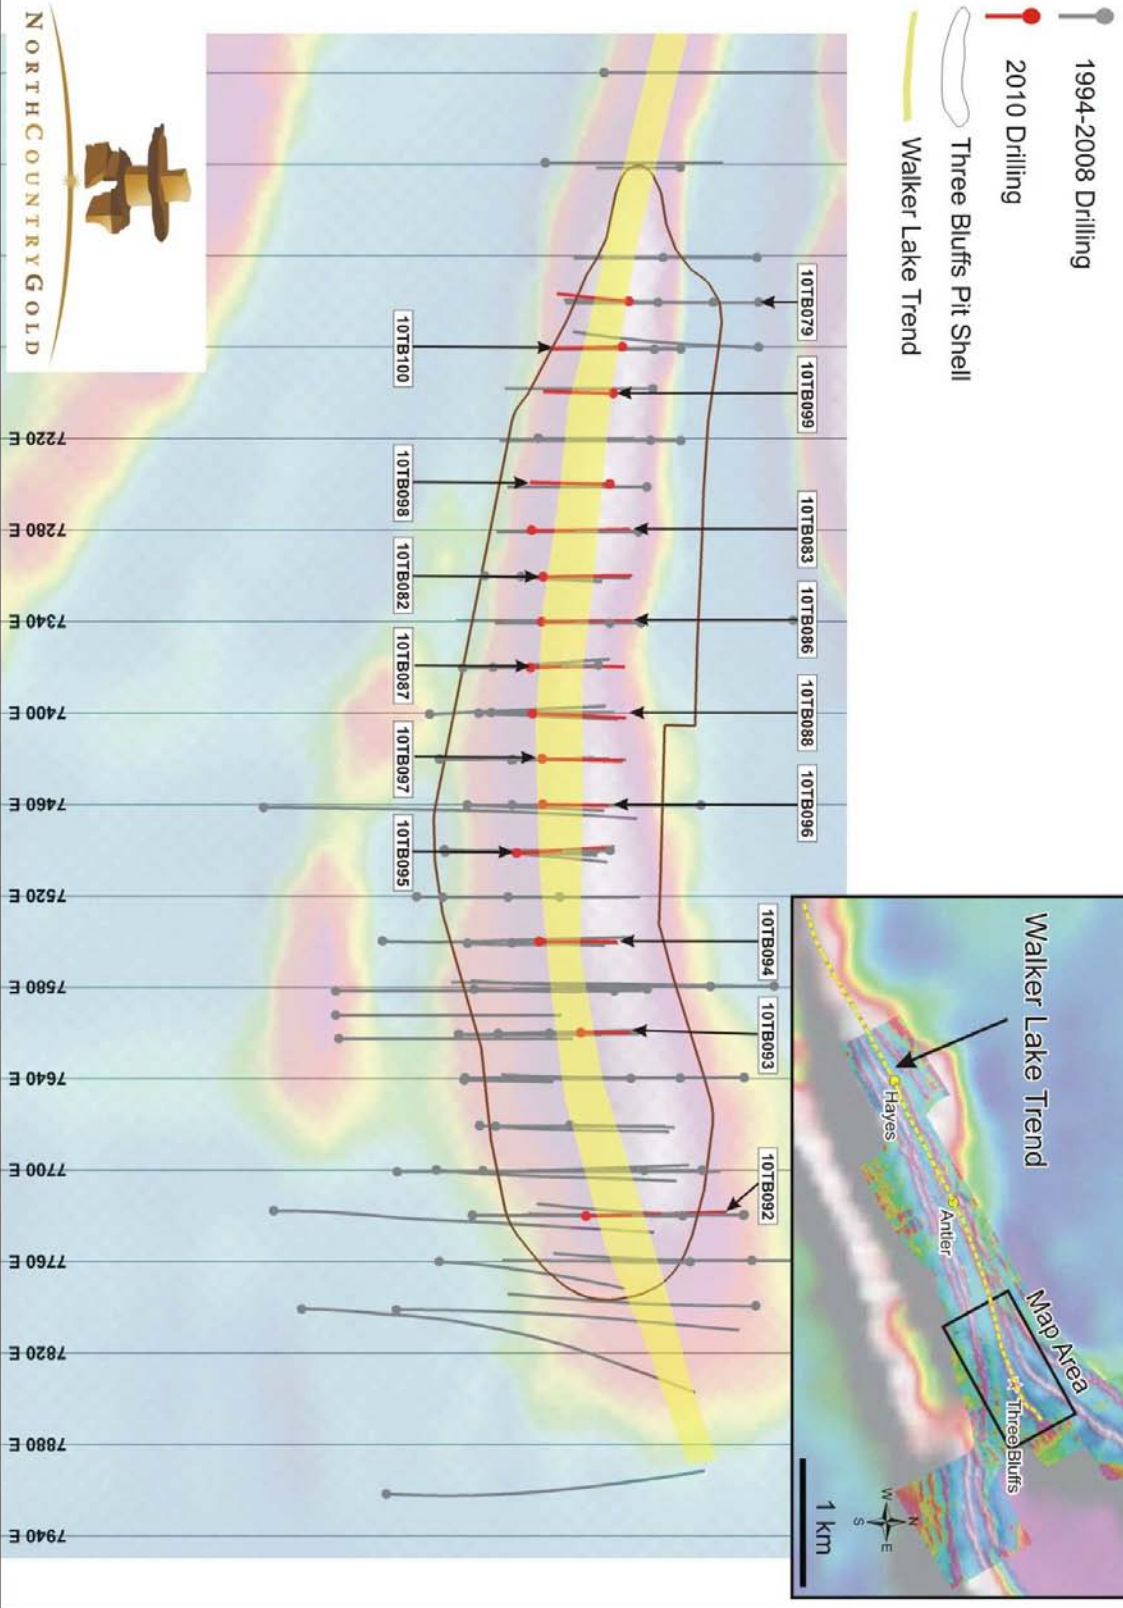 1994-2008 Drilling
2010 Drilling
Three Bluffs Pit Shell
Walker Lake Trend
10TB079
10TB099
10TB083
10TB086
10TB088
10TB096
10TB094
10TB093
10TB092
10TB100
10TB098
10TB082
10TB087
10TB097
10TB095
7220 E
7280 E
7340 E
7400 E
7460 E
7520 E
7580 E
7640 E
7700 E
7760 E
7820 E
7880 E
7940 E
Walker Lake Trend
Hayes
Antler
Map Area
Three Bluffs
N
W
E
S
1 km
NORTHCOUNTRYGOLD